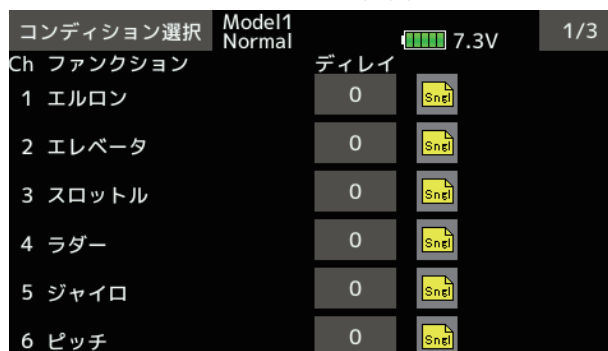 コンディション選択 Model1 Normal 7.3V 1/3
Ch ファンクション ディレイ
1 エルロン 0 Sngl
2 エレベータ 0 Sngl
3 スロットル 0 Sngl
4 ラダー 0 Sngl
5 ジャイロ 0 Sngl
6 ピッチ 0 Sngl